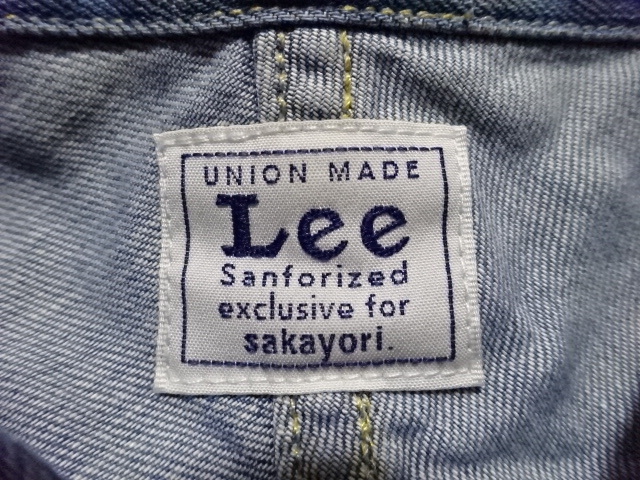 UNION MADE
Lee
Sanforized
exclusive for
sakayori.